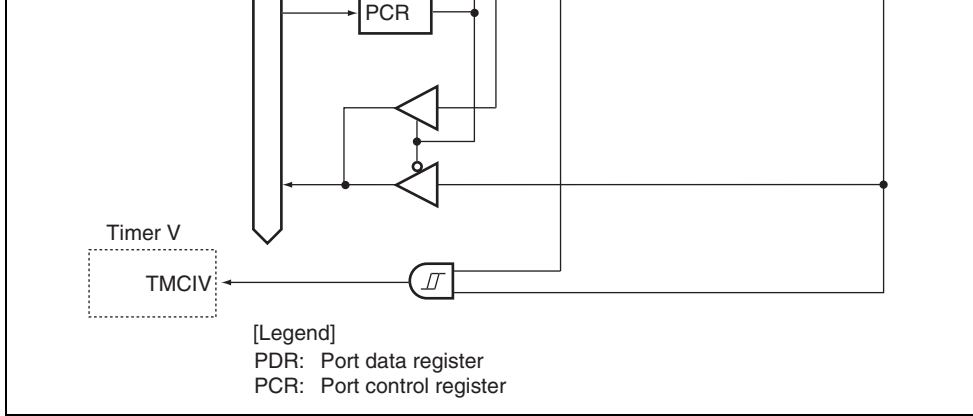 PCR
Timer V
TMCIV
[Legend]
PDR: Port data register
PCR: Port control register